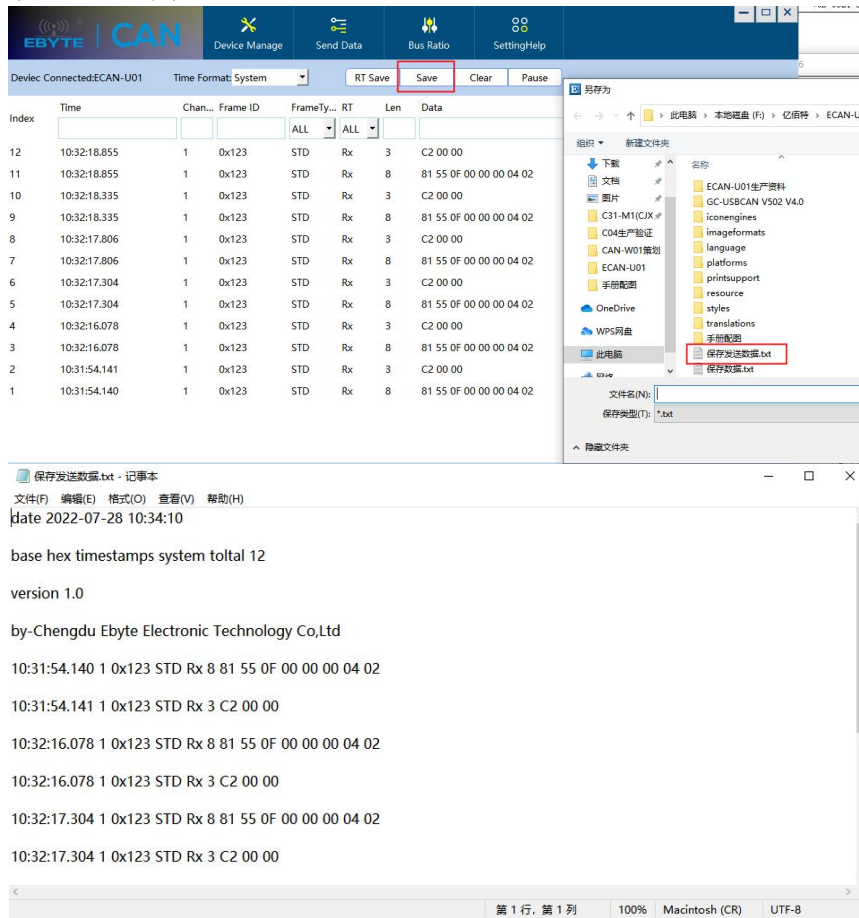 EBYTE CAN
Device Manage
Send Data
Bus Ratio
SettingHelp
Deviec Connected:ECAN-U01 Time Format: System RT Save Save Clear Pause
Index Time Chan... Frame ID FrameTy... RT Len Data
ALL ALL
12 10:32:18.855 1 0x123 STD Rx 3 C2 00 00
11 10:32:18.855 1 0x123 STD Rx 8 81 55 0F 00 00 00 04 02
10 10:32:18.335 1 0x123 STD Rx 3 C2 00 00
9 10:32:18.335 1 0x123 STD Rx 8 81 55 0F 00 00 00 04 02
8 10:32:17.806 1 0x123 STD Rx 3 C2 00 00
7 10:32:17.806 1 0x123 STD Rx 8 81 55 0F 00 00 00 04 02
6 10:32:17.304 1 0x123 STD Rx 3 C2 00 00
5 10:32:17.304 1 0x123 STD Rx 8 81 55 0F 00 00 00 04 02
4 10:32:16.078 1 0x123 STD Rx 3 C2 00 00
3 10:32:16.078 1 0x123 STD Rx 8 81 55 0F 00 00 00 04 02
2 10:31:54.141 1 0x123 STD Rx 3 C2 00 00
1 10:31:54.140 1 0x123 STD Rx 8 81 55 0F 00 00 00 04 02
另存为
此电脑 › 本地磁盘 (F:) › 亿佰特 › ECAN-U
组织 新建文件夹
下载
文档
图片
C31-M1(CJX
C04生产验证
CAN-W01策划
ECAN-U01
手册配图
OneDrive
WPS网盘
此电脑
网络
名称
ECAN-U01生产资料
GC-USBCAN V502 V4.0
iconengines
imageformats
language
platforms
printsupport
resource
styles
translations
手册配图
保存发送数据.txt
保存数据.txt
文件名(N):
保存类型(T): *.txt
隐藏文件夹
保存发送数据.txt - 记事本
文件(F) 编辑(E) 格式(O) 查看(V) 帮助(H)
date 2022-07-28 10:34:10
base hex timestamps system toltal 12
version 1.0
by-Chengdu Ebyte Electronic Technology Co,Ltd
10:31:54.140 1 0x123 STD Rx 8 81 55 0F 00 00 00 04 02
10:31:54.141 1 0x123 STD Rx 3 C2 00 00
10:32:16.078 1 0x123 STD Rx 8 81 55 0F 00 00 00 04 02
10:32:16.078 1 0x123 STD Rx 3 C2 00 00
10:32:17.304 1 0x123 STD Rx 8 81 55 0F 00 00 00 04 02
10:32:17.304 1 0x123 STD Rx 3 C2 00 00
第 1 行, 第 1 列 100% Macintosh (CR) UTF-8